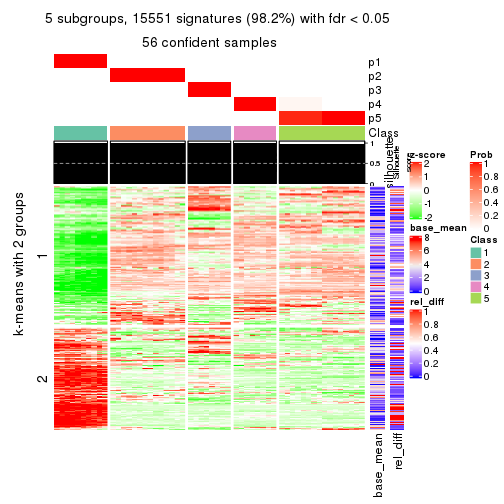 5 subgroups, 15551 signatures (98.2%) with fdr < 0.05
56 confident samples
p1
p2
p3
p4
p5
Class
1
0.5
0
silhouette
Silhouette
score
k-means with 2 groups
1
2
base_mean
rel_diff
z-score
2
1
0
-1
-2
base_mean
8
6
4
2
0
rel_diff
1
0.8
0.6
0.4
0.2
0
Prob
1
0.8
0.6
0.4
0.2
0
Class
1
2
3
4
5